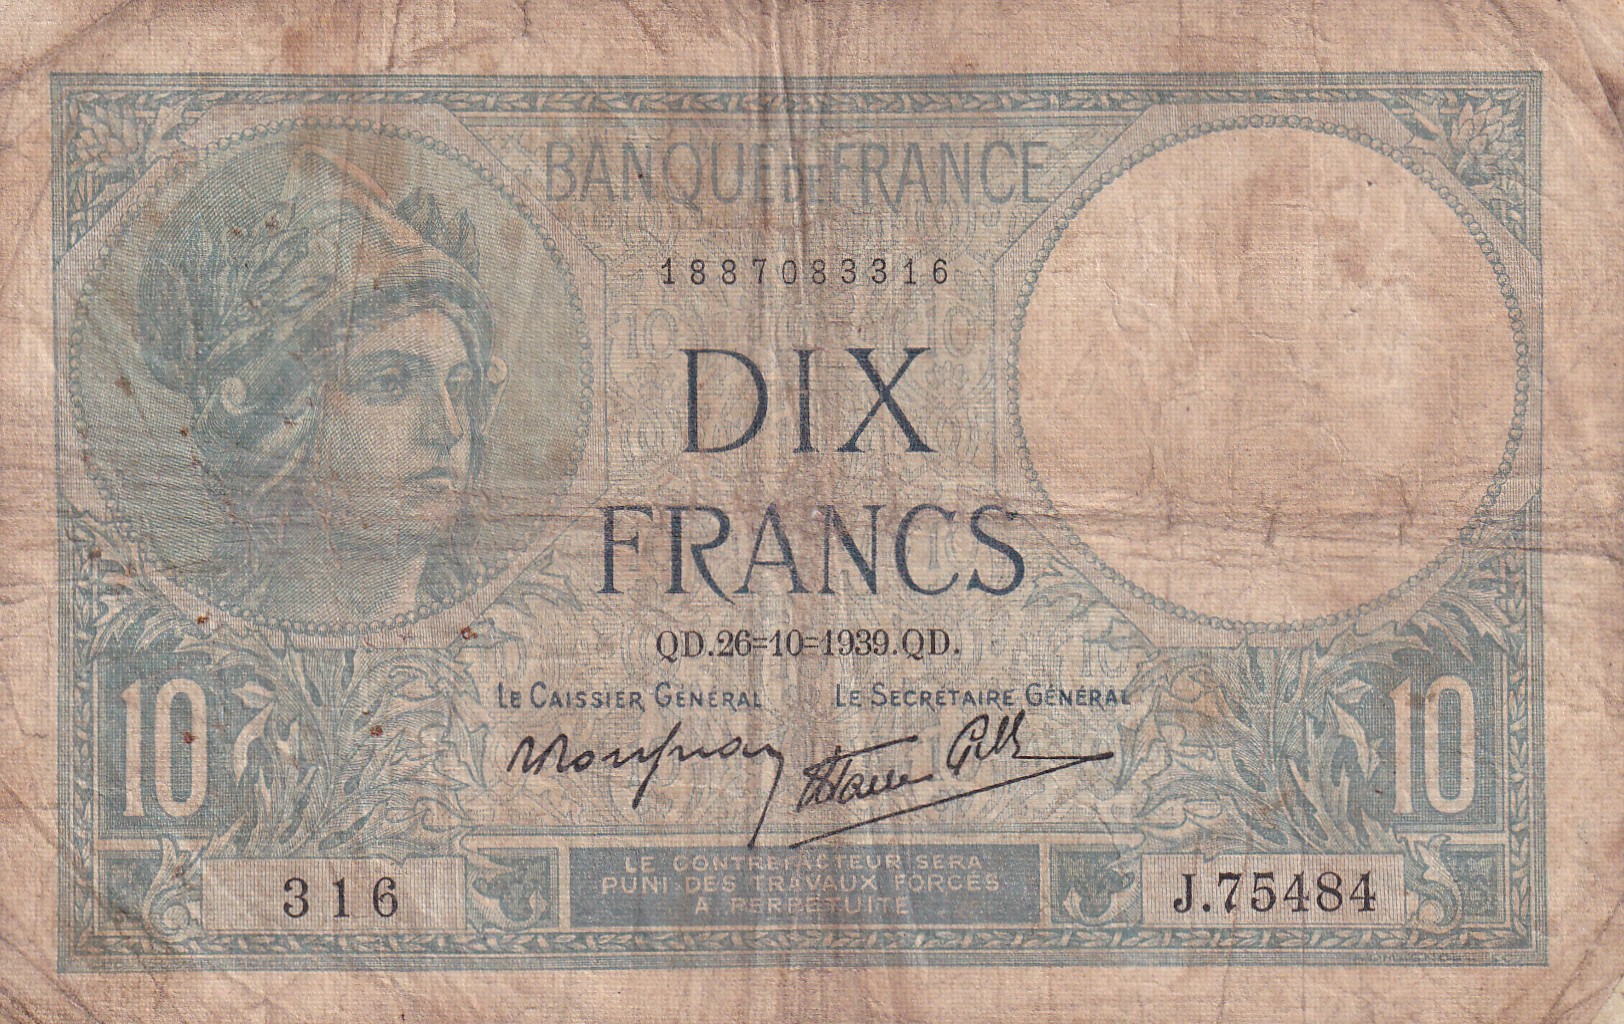 BANQUE DE FRANCE
1887083316
DIX
FRANCS
QD.26=10=1939.QD.
LE CAISSIER GÉNÉRAL
LE SECRÉTAIRE GÉNÉRAL
10
10
LE CONTREFACTEUR SERA
PUNI DES TRAVAUX FORCÉS
À PERPÉTUITÉ
316
J.75484